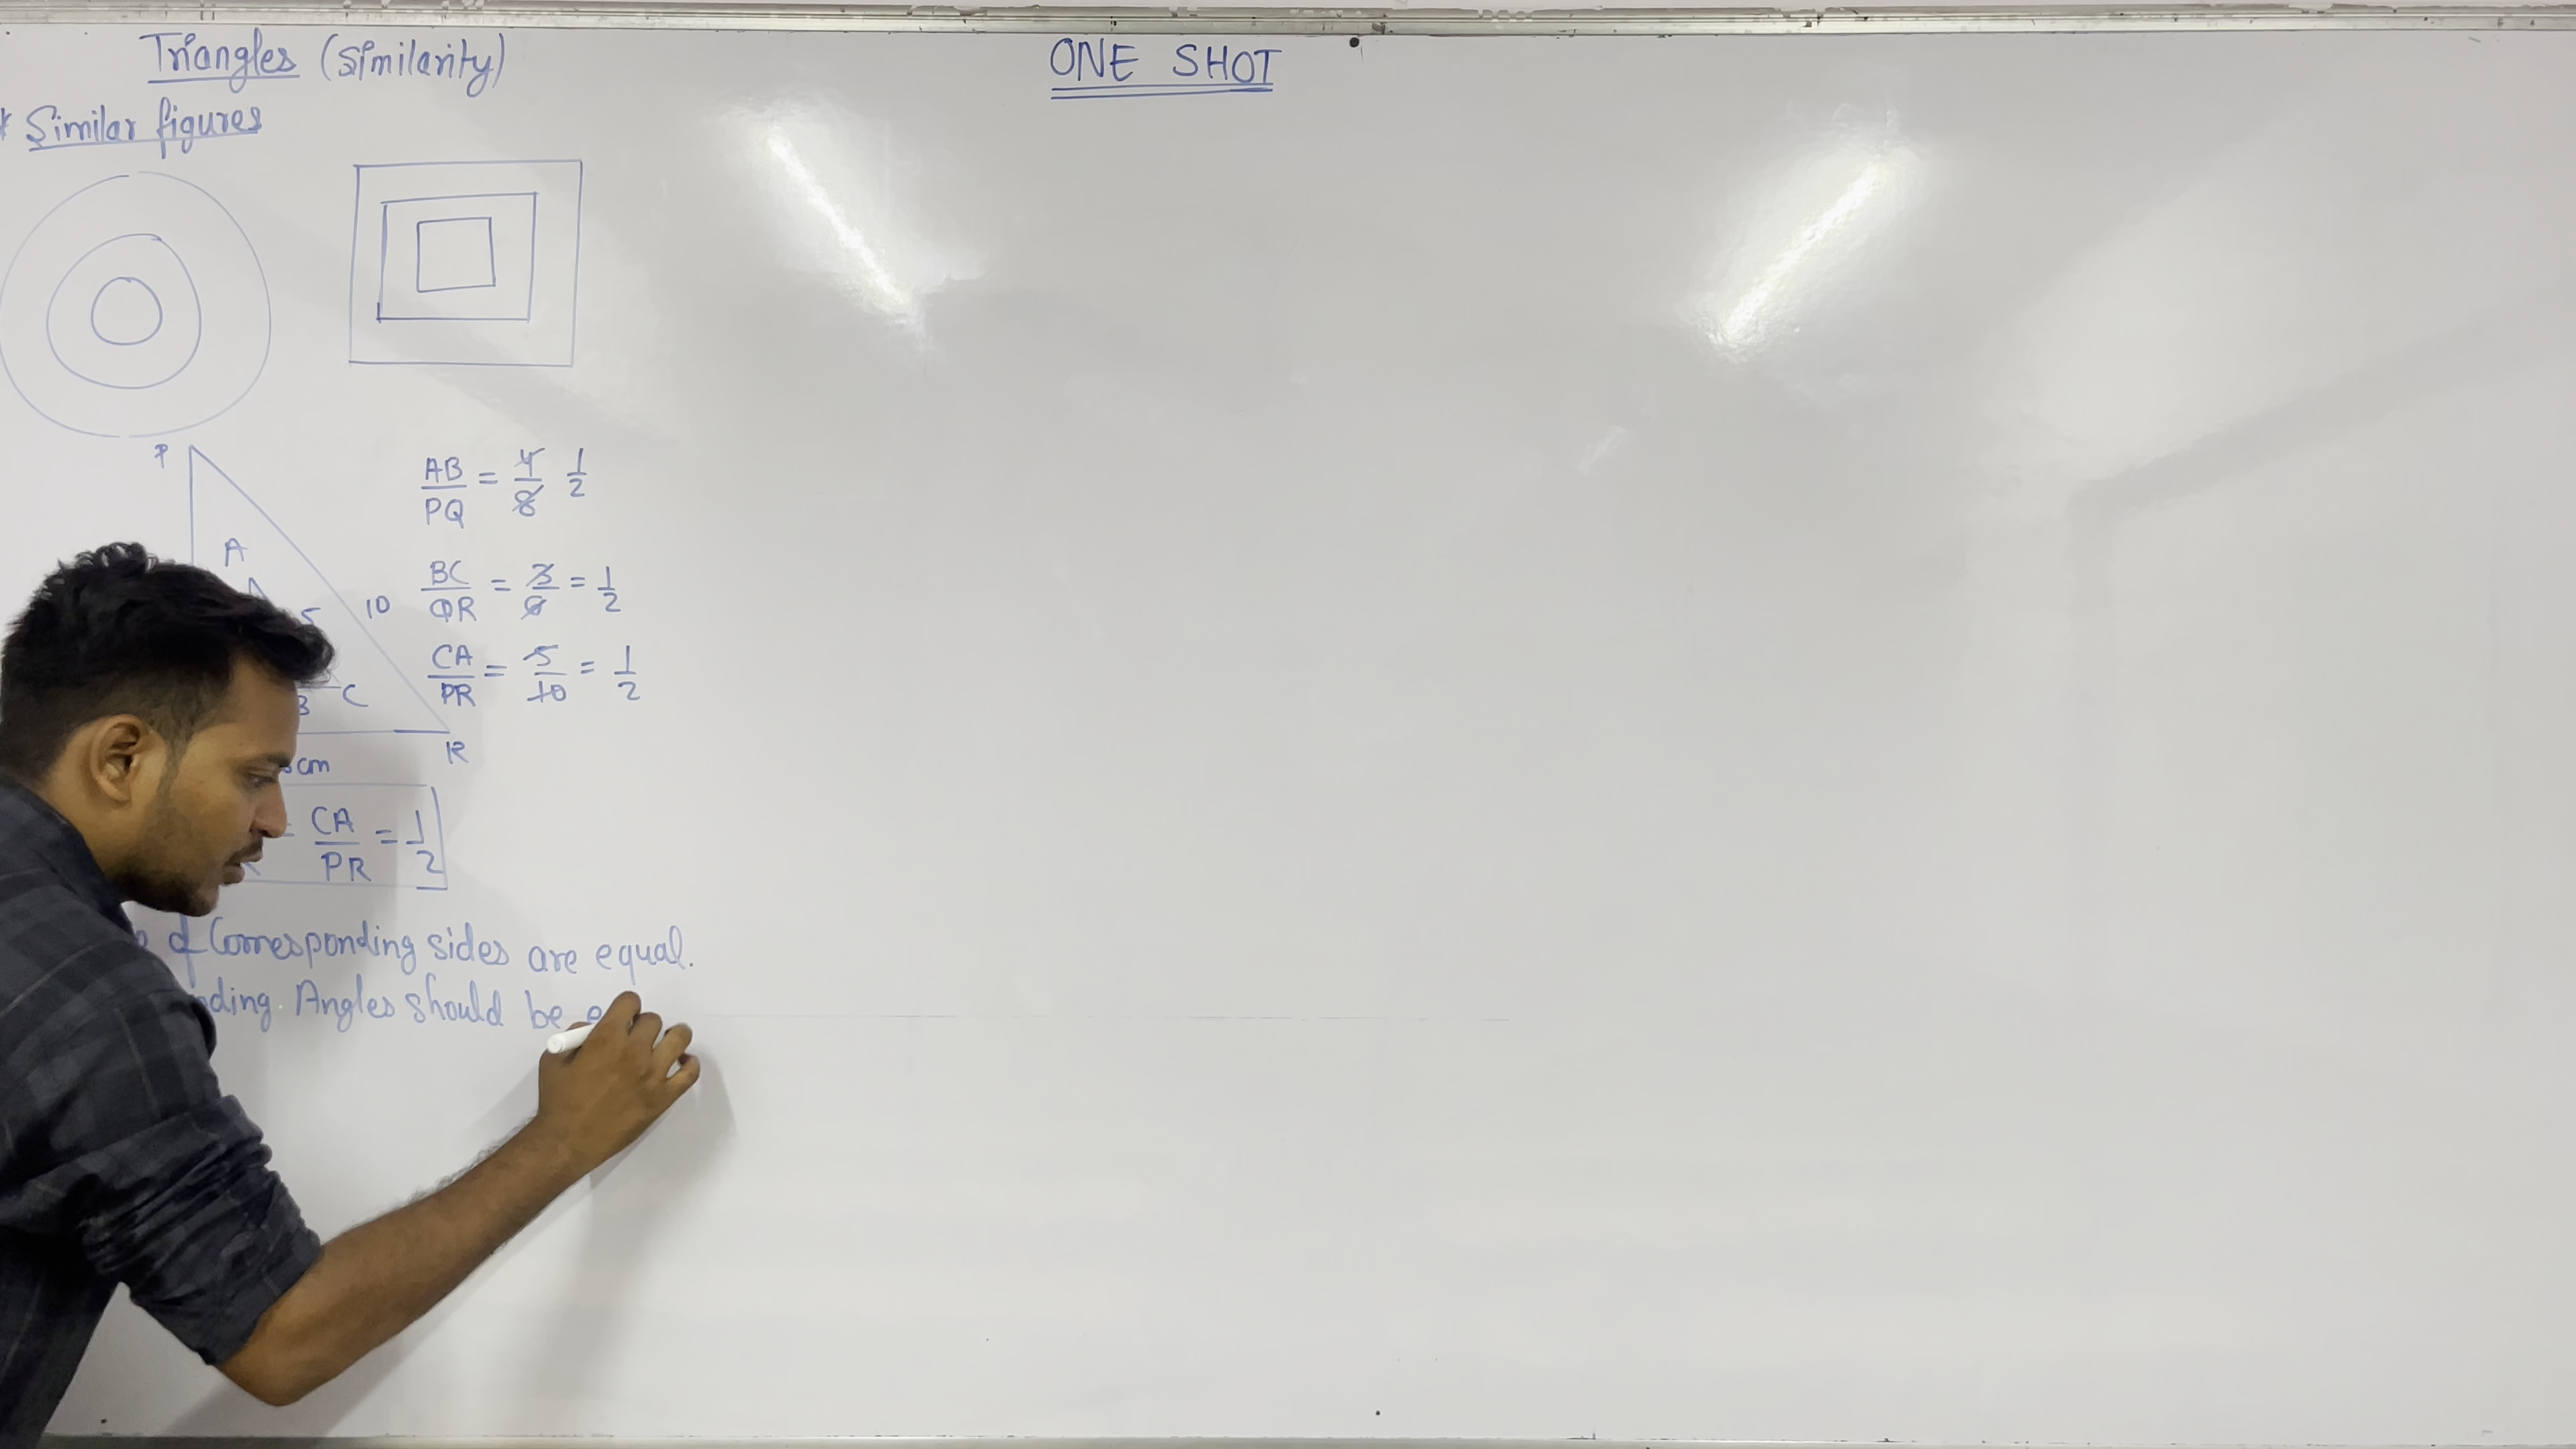 Triangles (Similarity)
ONE SHOT
* Similar figures
P
AB/PQ = 4/8 1/2
A
BC/QR = 3/6 = 1/2
5
10
CA/PR = 5/10 = 1/2
3 C
R
cm
= CA/PR = 1/2
of Corresponding sides are equal.
Angles should be